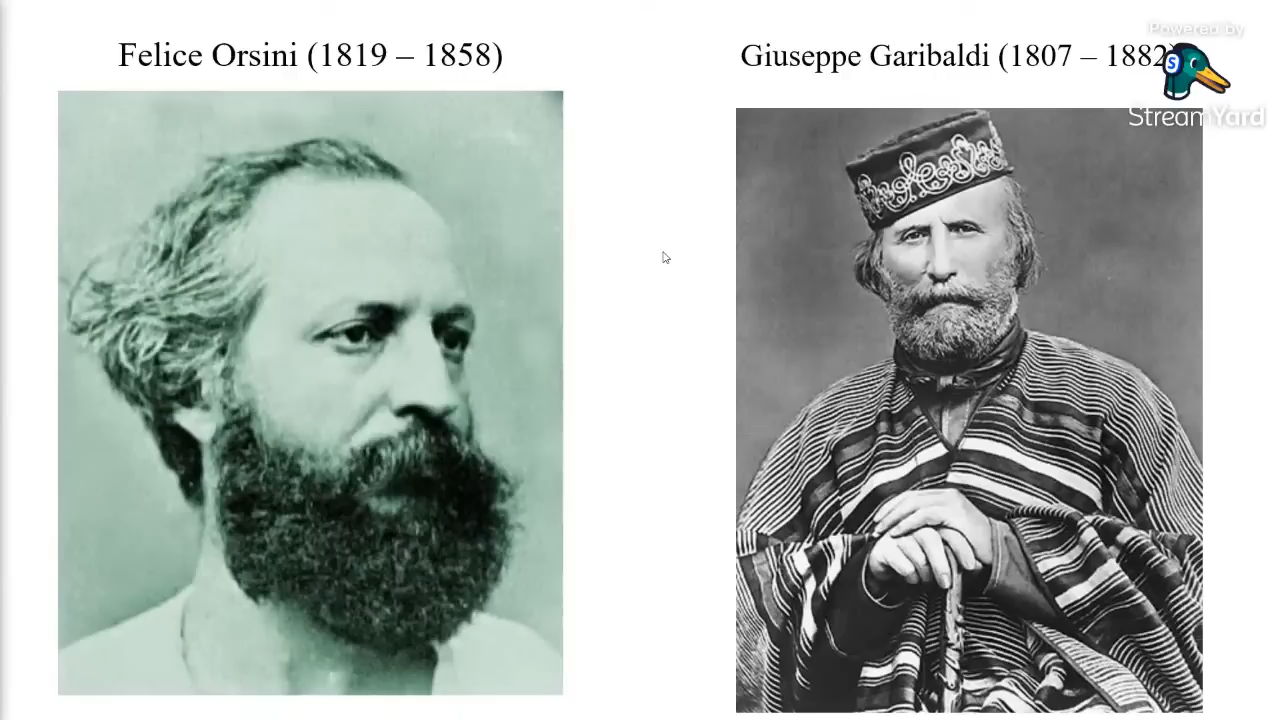 Felice Orsini (1819 – 1858)
Giuseppe Garibaldi (1807 – 1882)
Powered by
S
StreamYard